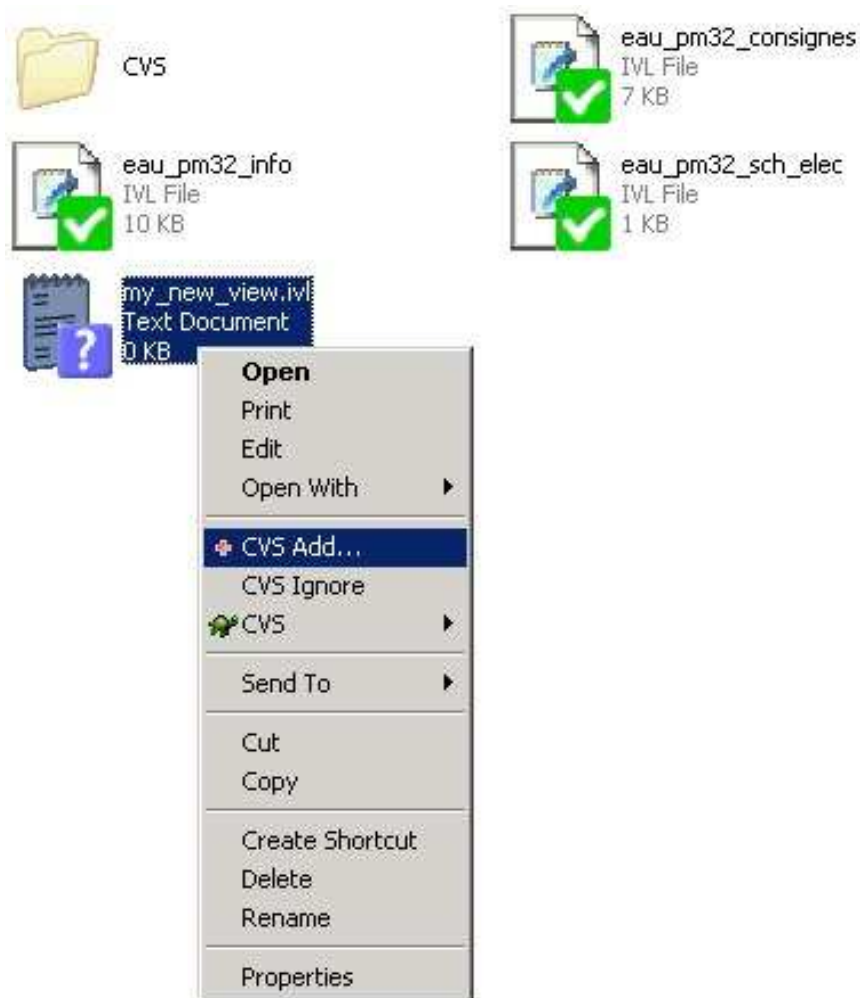 CVS
eau_pm32_consignes
IVL File
7 KB
eau_pm32_info
IVL File
10 KB
eau_pm32_sch_elec
IVL File
1 KB
my_new_view.ivl
Text Document
0 KB
Open
Print
Edit
Open With
CVS Add...
CVS Ignore
CVS
Send To
Cut
Copy
Create Shortcut
Delete
Rename
Properties